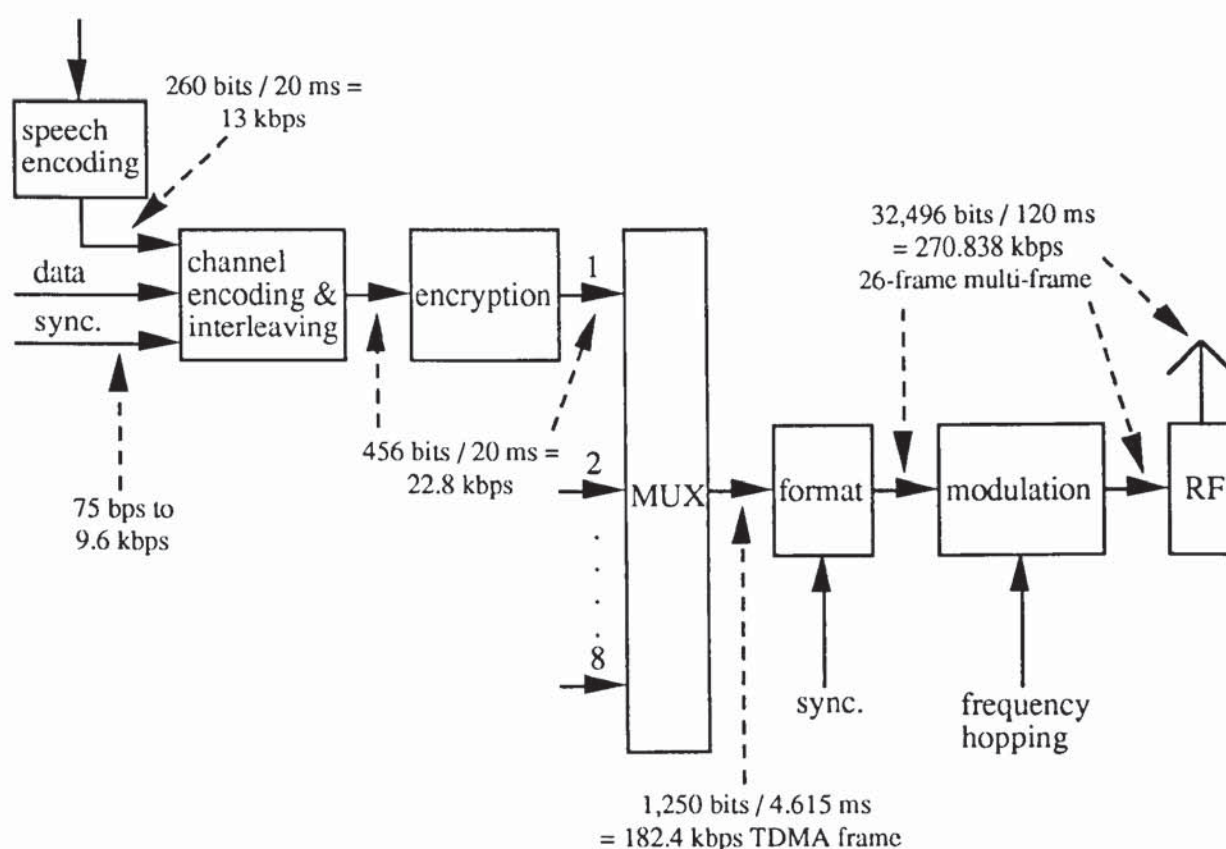 260 bits / 20 ms =
13 kbps
speech
encoding
32,496 bits / 120 ms
= 270.838 kbps
26-frame multi-frame
data
sync.
channel
encoding &
interleaving
encryption
1
456 bits / 20 ms =
22.8 kbps
2
MUX
format
modulation
RF
75 bps to
9.6 kbps
8
sync.
frequency
hopping
1,250 bits / 4.615 ms
= 182.4 kbps TDMA frame